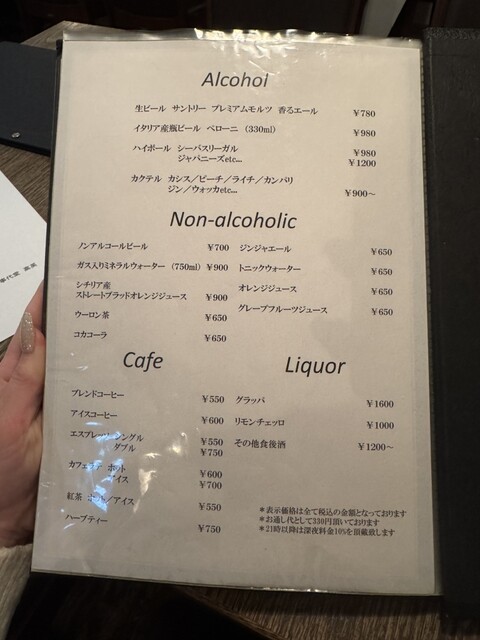 Alcohol
生ビール サントリー プレミアムモルツ 香るエール ¥780
イタリア産瓶ビール ペローニ (330ml) ¥980
ハイボール シーバスリーガル ¥980
ジャパニーズetc... ¥1200
カクテル カシス/ピーチ/ライチ/カンパリ
ジン/ウォッカetc... ¥900~
Non-alcoholic
ノンアルコールビール ¥700
ガス入りミネラルウォーター (750ml) ¥900
シチリア産
ストレートブラッドオレンジジュース ¥900
ウーロン茶 ¥650
コカコーラ ¥650
ジンジャエール ¥650
トニックウォーター ¥650
オレンジジュース ¥650
グレープフルーツジュース ¥650
Cafe
ブレンドコーヒー ¥550
アイスコーヒー ¥600
エスプレッソ シングル ¥550
ダブル ¥750
カフェオテ ホット ¥600
アイス ¥700
紅茶 ホット/アイス ¥550
ハーブティー ¥750
Liquor
グラッパ ¥1600
リモンチェッロ ¥1000
その他食後酒 ¥1200~
*表示価格は全て税込の金額となっております
*お通し代として330円頂いております
*21時以降は深夜料金10%を頂戴致します